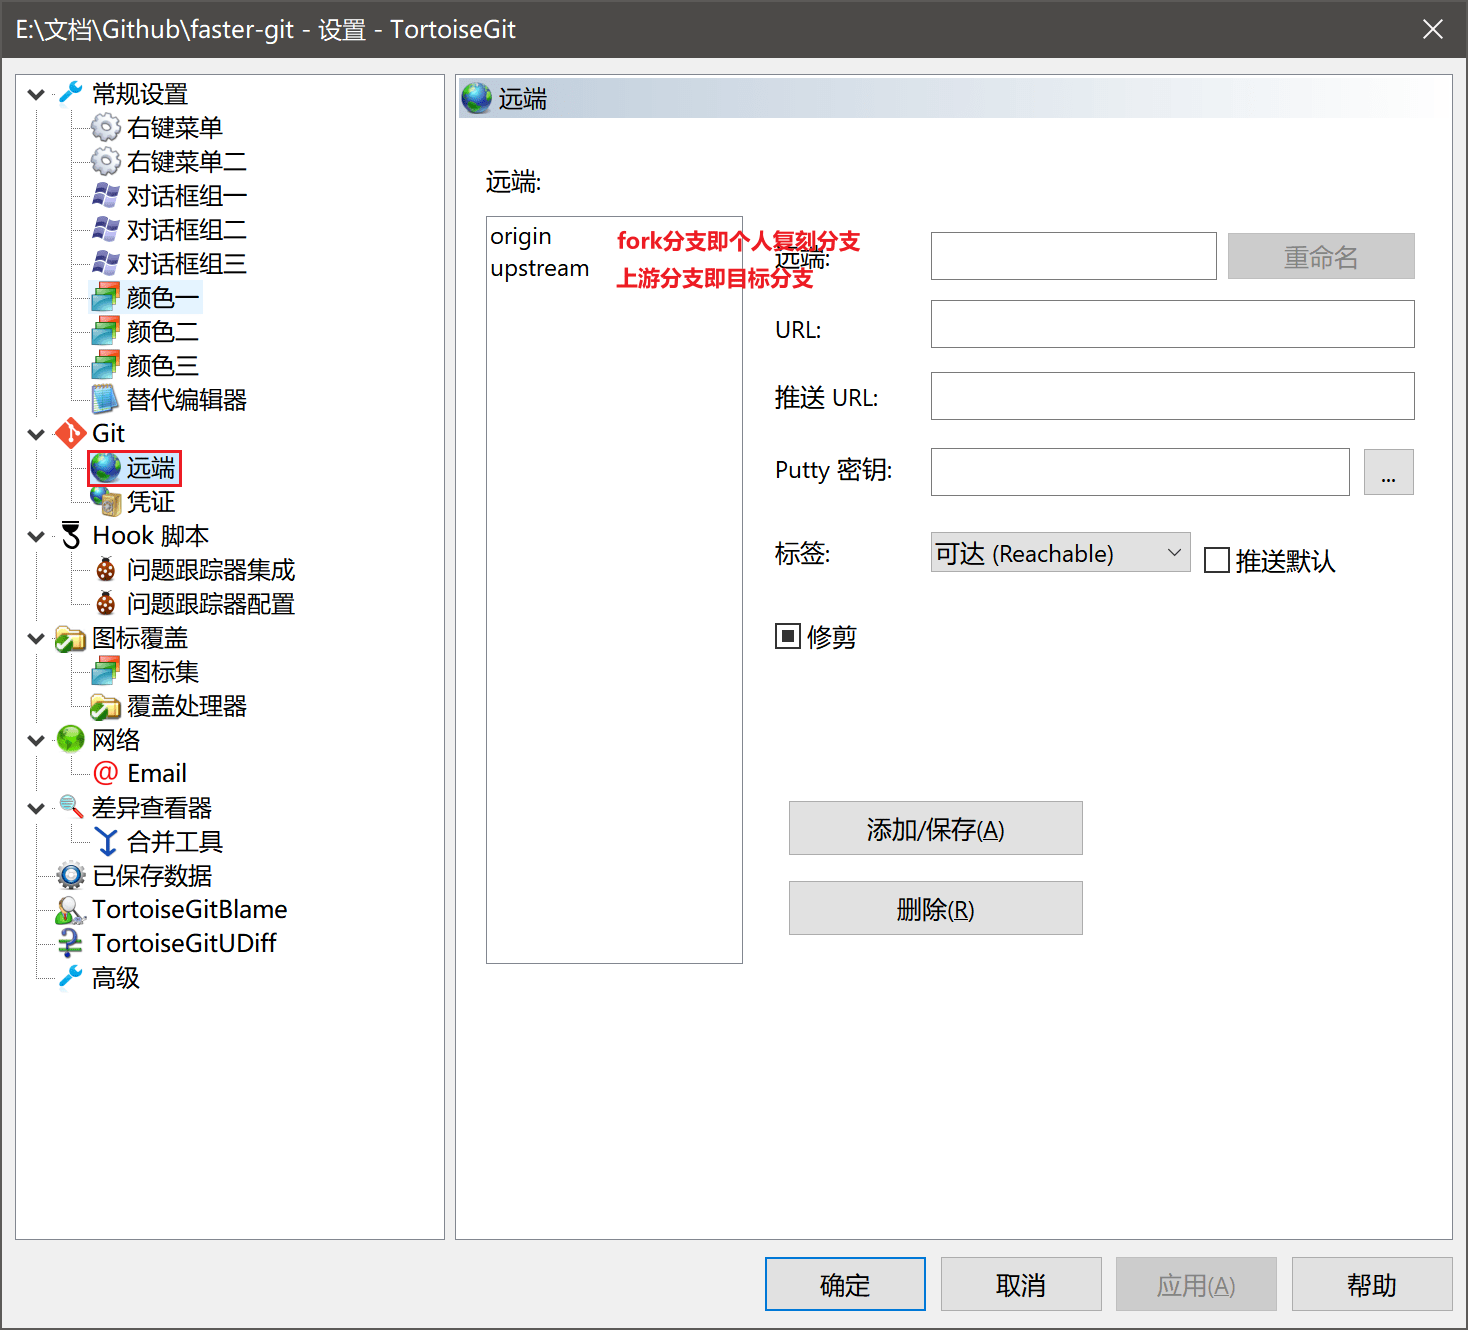 E:\文档\Github\faster-git - 设置 - TortoiseGit
常规设置
右键菜单
右键菜单二
对话框组一
对话框组二
对话框组三
颜色一
颜色二
颜色三
替代编辑器
Git
远端
凭证
Hook 脚本
问题跟踪器集成
问题跟踪器配置
图标覆盖
图标集
覆盖处理器
网络
@ Email
差异查看器
合并工具
已保存数据
TortoiseGitBlame
TortoiseGitUDiff
高级
远端
远端:
origin
upstream
fork分支即个人复刻分支
上游分支即目标分支
远端:
重命名
URL:
推送 URL:
Putty 密钥:
...
标签:
可达 (Reachable)
推送默认
修剪
添加/保存(A)
删除(R)
确定
取消
应用(A)
帮助